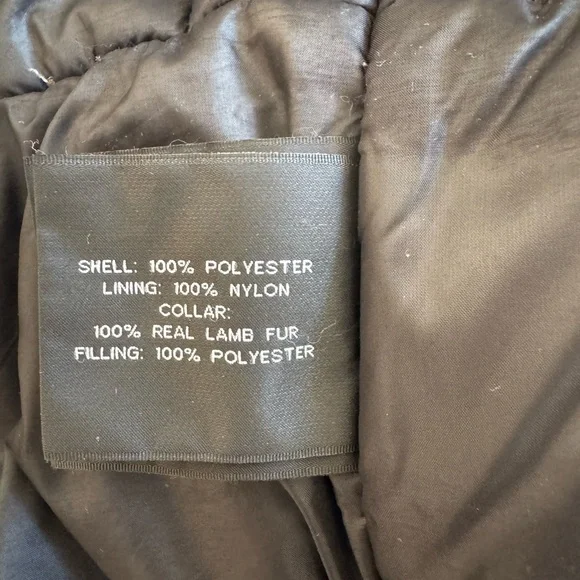 SHELL: 100% POLYESTER
LINING: 100% NYLON
COLLAR:
100% REAL LAMB FUR
FILLING: 100% POLYESTER